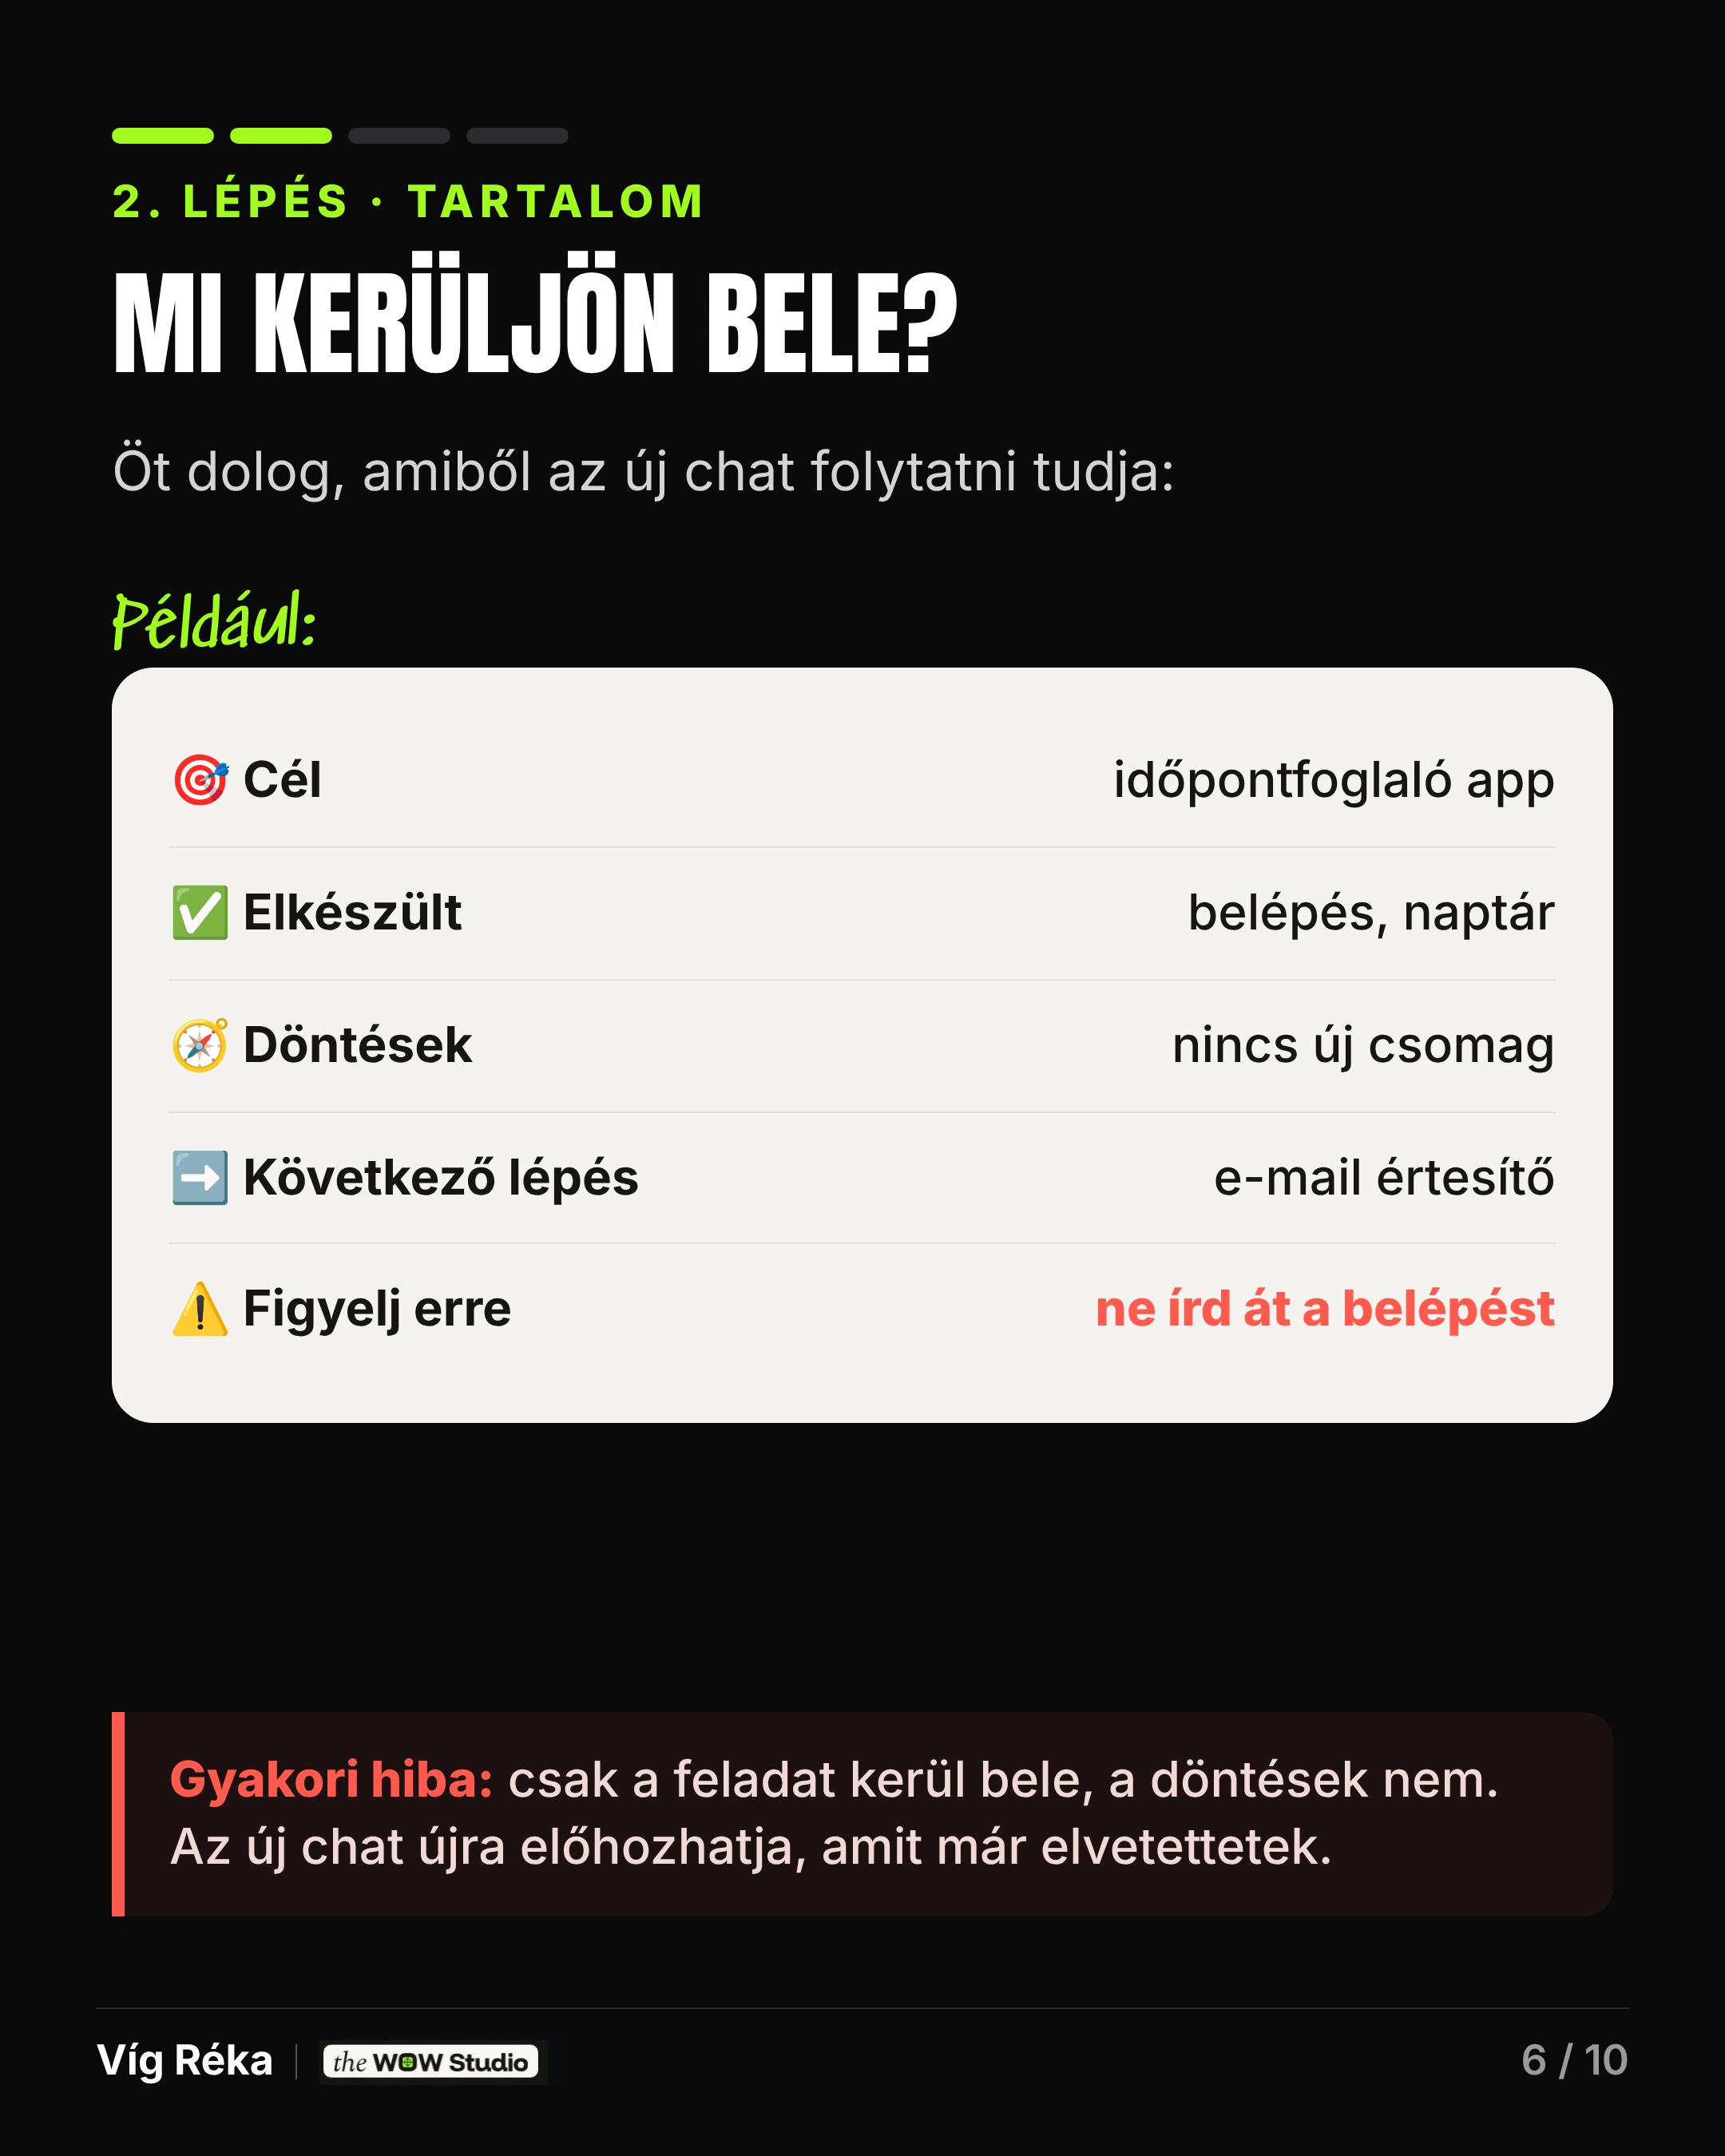 2. LÉPÉS · TARTALOM
MI KERÜLJÖN BELE?
Öt dolog, amiből az új chat folytatni tudja:
Például:
🎯 Cél időpontfoglaló app
✅ Elkészült belépés, naptár
🧭 Döntések nincs új csomag
➡️ Következő lépés e-mail értesítő
⚠️ Figyelj erre ne írd át a belépést
Gyakori hiba: csak a feladat kerül bele, a döntések nem.
Az új chat újra előhozhatja, amit már elvetettetek.
Víg Réka | the WOW Studio 6 / 10